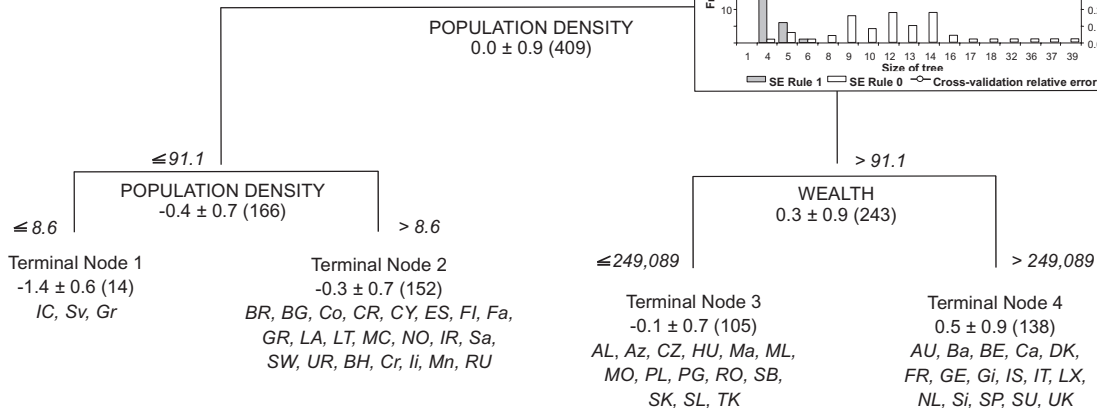 POPULATION DENSITY
0.0 ± 0.9 (409)
10
1 4 5 6 8 9 10 12 13 14 16 17 18 32 36 37 39
Size of tree
SE Rule 1 SE Rule 0 Cross-validation relative error
≤91.1
> 91.1
POPULATION DENSITY
-0.4 ± 0.7 (166)
WEALTH
0.3 ± 0.9 (243)
≤ 8.6
> 8.6
≤249,089
> 249,089
Terminal Node 1
-1.4 ± 0.6 (14)
IC, Sv, Gr
Terminal Node 2
-0.3 ± 0.7 (152)
BR, BG, Co, CR, CY, ES, FI, Fa,
GR, LA, LT, MC, NO, IR, Sa,
SW, UR, BH, Cr, Ii, Mn, RU
Terminal Node 3
-0.1 ± 0.7 (105)
AL, Az, CZ, HU, Ma, ML,
MO, PL, PG, RO, SB,
SK, SL, TK
Terminal Node 4
0.5 ± 0.9 (138)
AU, Ba, BE, Ca, DK,
FR, GE, Gi, IS, IT, LX,
NL, Si, SP, SU, UK